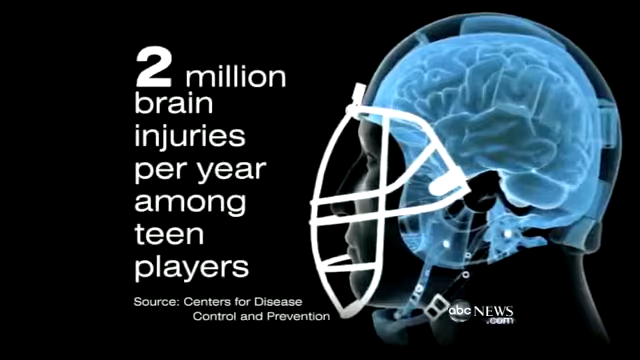 2 million
brain
injuries
per year
among
teen
players
Source: Centers for Disease
Control and Prevention
abc NEWS
.com